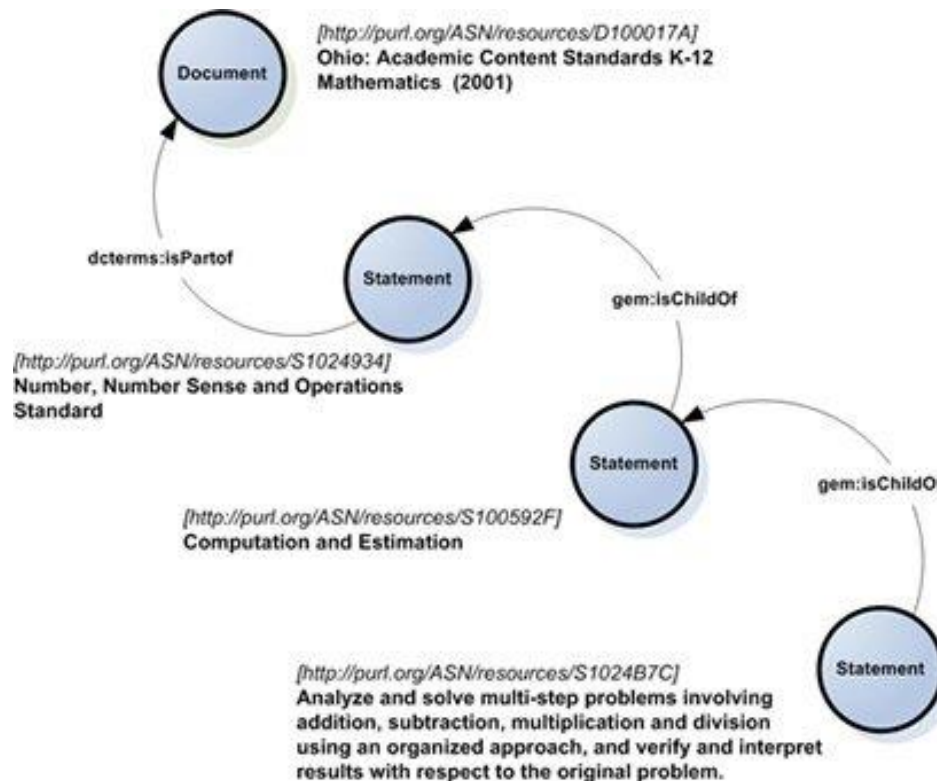 [http://purl.org/ASN/resources/D100017A]
Ohio: Academic Content Standards K-12
Mathematics (2001)
Document
dcterms:isPartof
Statement
gem:isChildOf
[http://purl.org/ASN/resources/S1024934]
Number, Number Sense and Operations
Standard
Statement
gem:isChildO
[http://purl.org/ASN/resources/S100592F]
Computation and Estimation
Statement
[http://purl.org/ASN/resources/S1024B7C]
Analyze and solve multi-step problems involving
addition, subtraction, multiplication and division
using an organized approach, and verify and interpret
results with respect to the original problem.